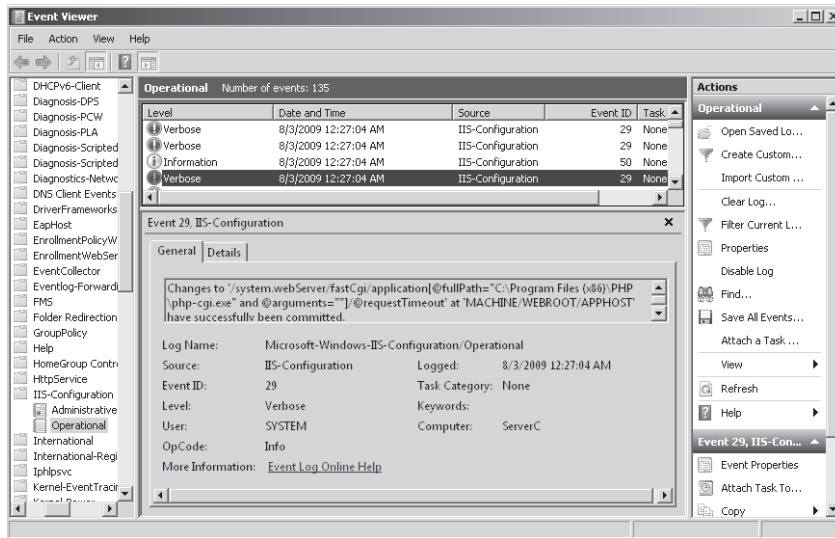 Event Viewer
File Action View Help
DHCPv6-Client
Diagnosis-DPS
Diagnosis-PCW
Diagnosis-PLA
Diagnosis-Scripted
Diagnosis-Scripted
Diagnostics-Netwc
DNS Client Events
DriverFrameworks
EapHost
EnrollmentPolicyW
EnrollmentWebSer
EventCollector
Eventlog-Forwardi
FMS
Folder Redirection
GroupPolicy
Help
HomeGroup Contro
HttpService
IIS-Configuration
Administrative
Operational
International
International-Regi
Iphlpsvc
Kernel-EventTracir
Kernel-Power
Operational Number of events: 135
Level Date and Time Source Event ID Task
Verbose 8/3/2009 12:27:04 AM IIS-Configuration 29 None
Verbose 8/3/2009 12:27:04 AM IIS-Configuration 29 None
Information 8/3/2009 12:27:04 AM IIS-Configuration 50 None
Verbose 8/3/2009 12:27:04 AM IIS-Configuration 29 None
Event 29, IIS-Configuration
General Details
Changes to '/system.webServer/fastCgi/application[@fullPath="C:\Program Files (x86)\PHP
\php-cgi.exe" and @arguments=""]/@requestTimeout' at 'MACHINE/WEBROOT/APPHOST'
have successfully been committed.
Log Name: Microsoft-Windows-IIS-Configuration/Operational
Source: IIS-Configuration Logged: 8/3/2009 12:27:04 AM
Event ID: 29 Task Category: None
Level: Verbose Keywords:
User: SYSTEM Computer: ServerC
OpCode: Info
More Information: Event Log Online Help
Actions
Operational
Open Saved Lo...
Create Custom...
Import Custom ...
Clear Log...
Filter Current L...
Properties
Disable Log
Find...
Save All Events...
Attach a Task ...
View
Refresh
Help
Event 29, IIS-Con...
Event Properties
Attach Task To...
Copy